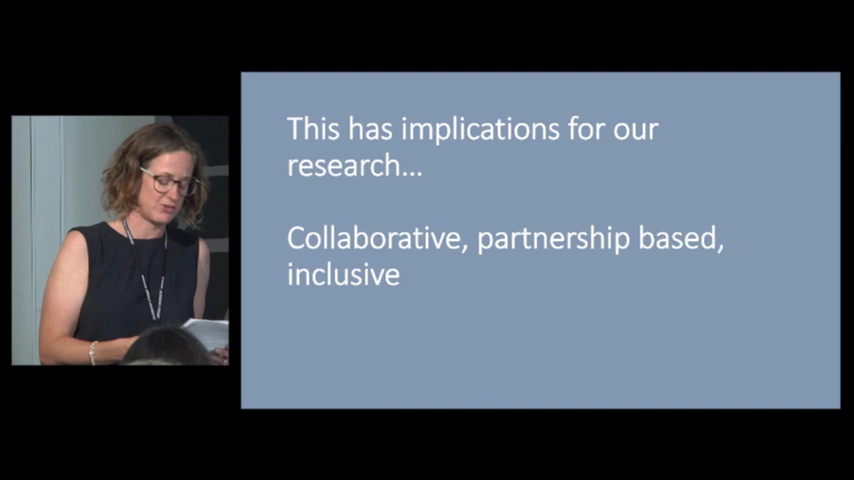 This has implications for our
research...
Collaborative, partnership based,
inclusive